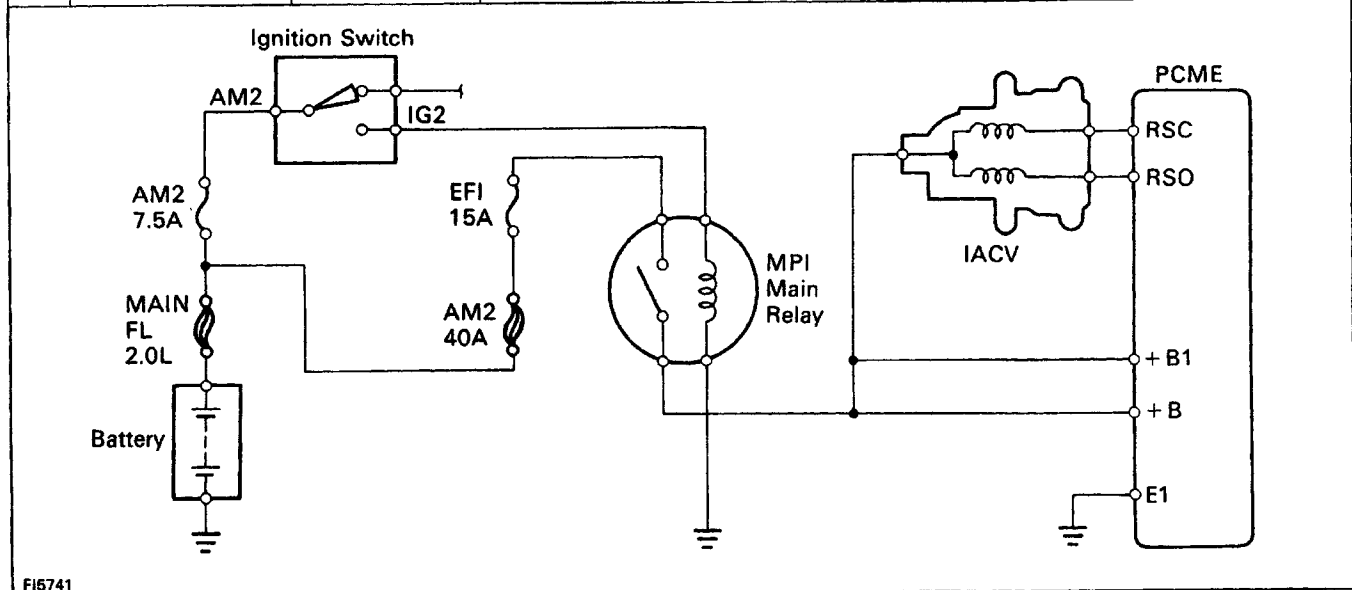 Ignition Switch
AM2
IG2
AM2
7.5A
EFI
15A
MAIN
FL
2.0L
AM2
40A
Battery
MPI
Main
Relay
IACV
PCME
RSC
RSO
+B1
+B
E1
FI5741